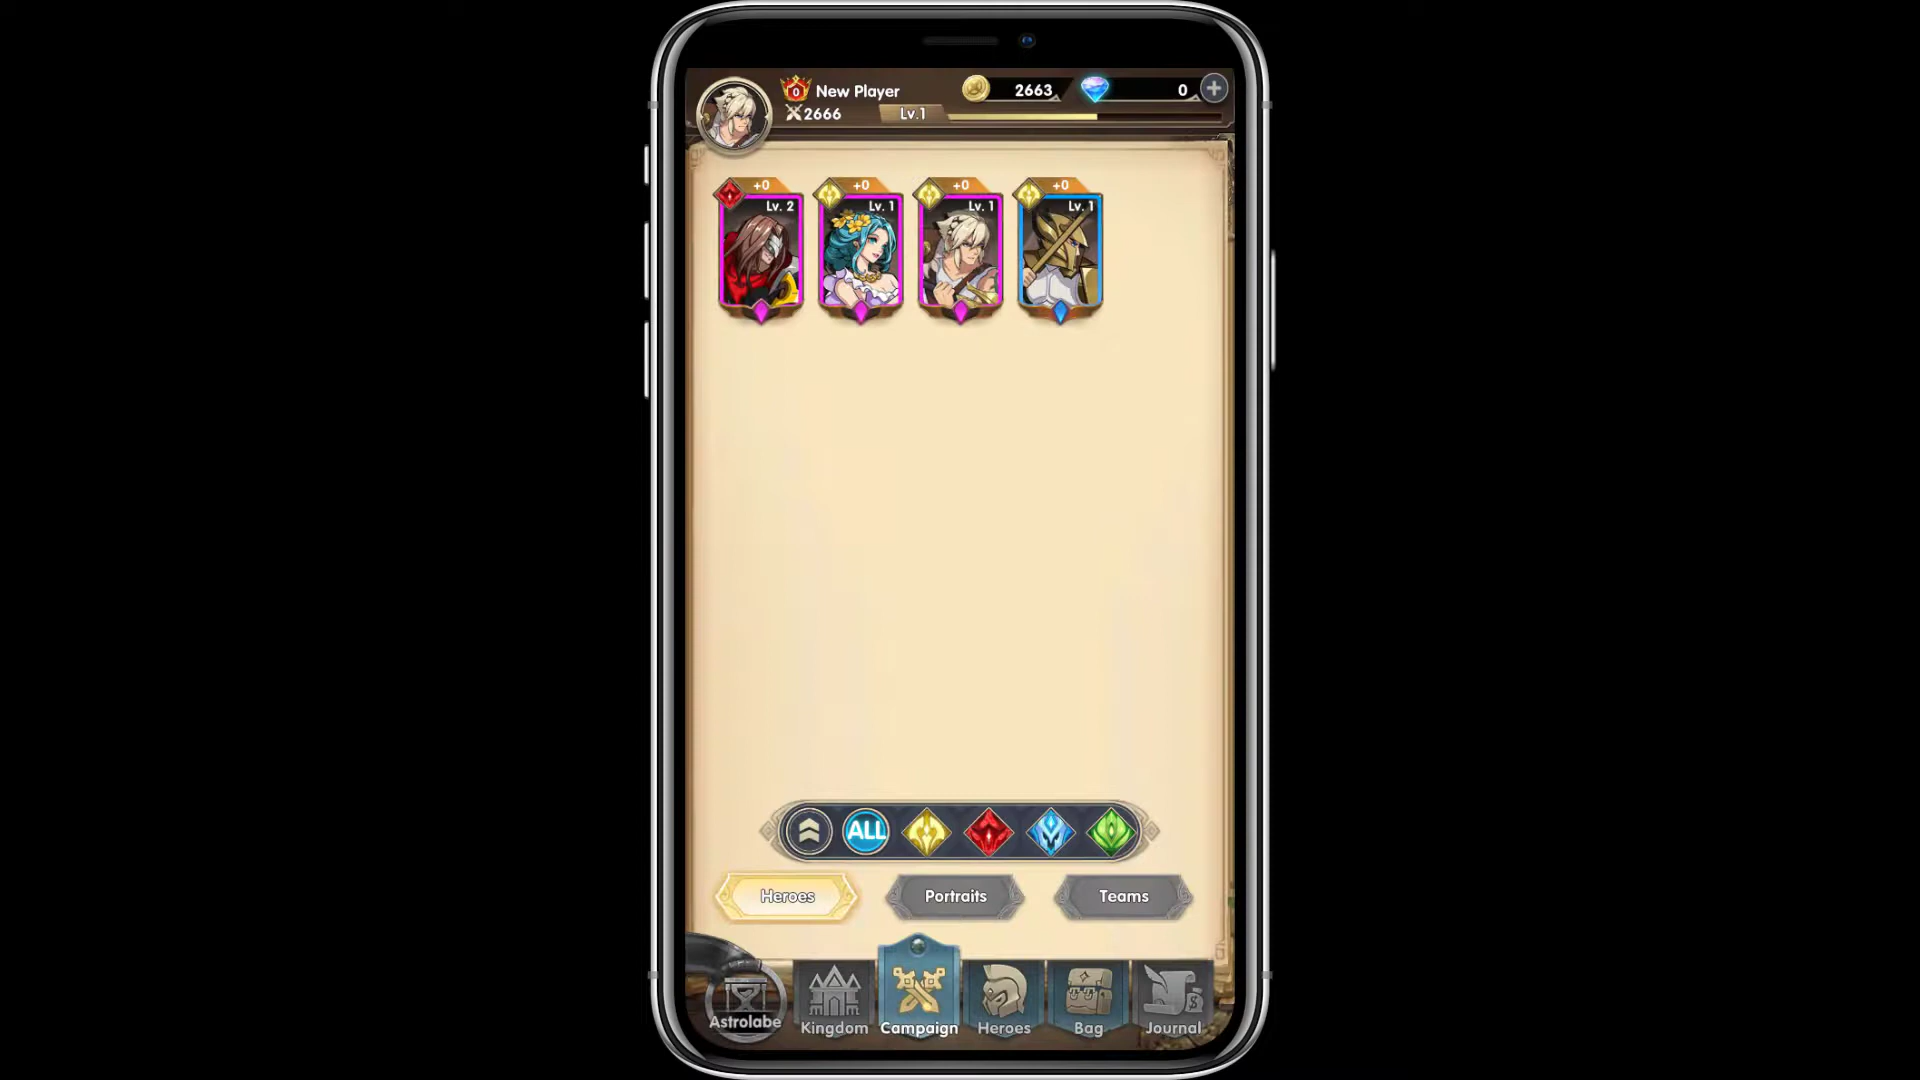 0 New Player 2663 0
2666 Lv.1
+0 +0 +0 +0
Lv. 2 Lv. 1 Lv. 1 Lv. 1
ALL
Heroes Portraits Teams
Astrolabe Kingdom Campaign Heroes Bag Journal